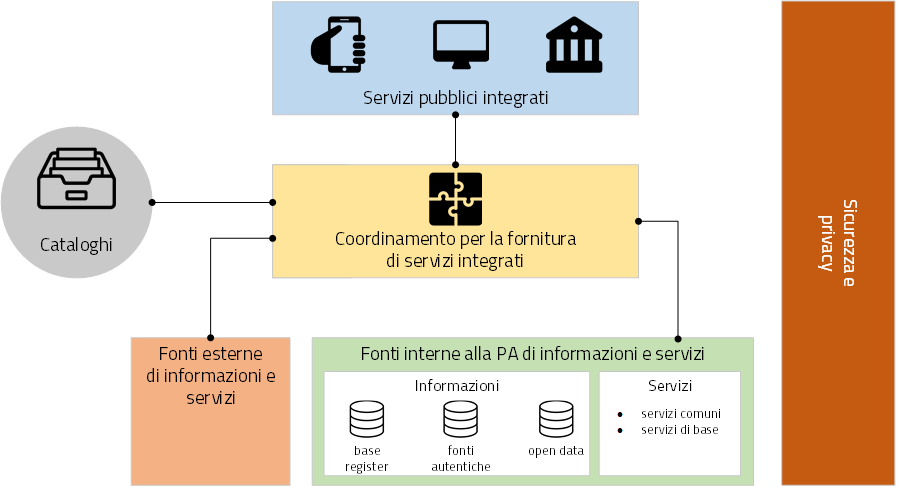 Servizi pubblici integrati
Cataloghi
Coordinamento per la fornitura
di servizi integrati
Fonti esterne
di informazioni e
servizi
Fonti interne alla PA di informazioni e servizi
Informazioni
base
register
fonti
autentiche
open data
Servizi
• servizi comuni
• servizi di base
Sicurezza e
privacy